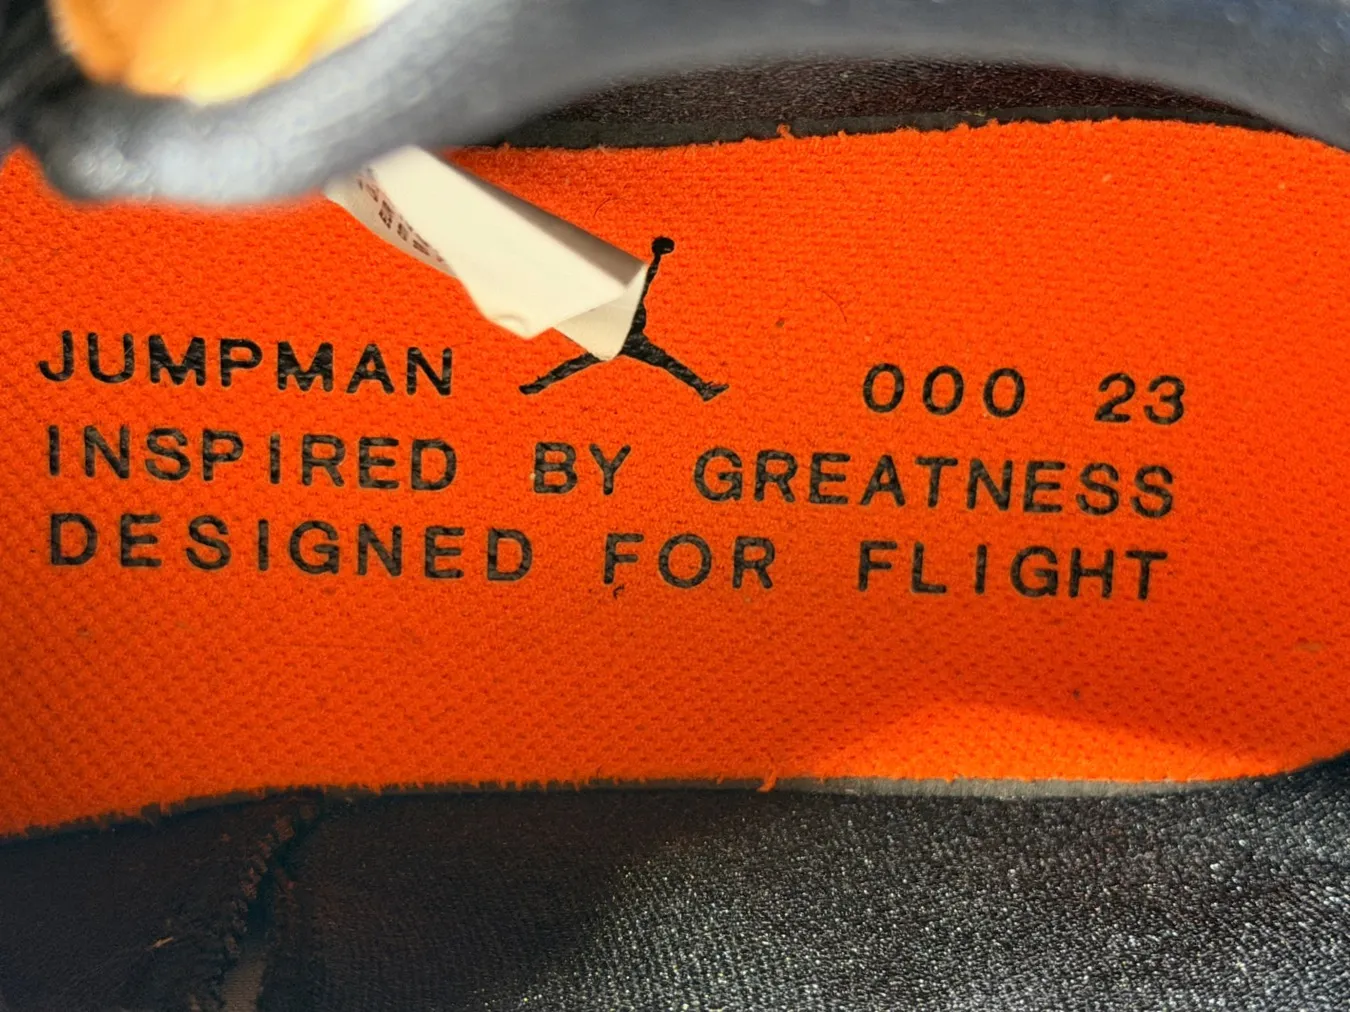 JUMPMAN 000 23
INSPIRED BY GREATNESS
DESIGNED FOR FLIGHT